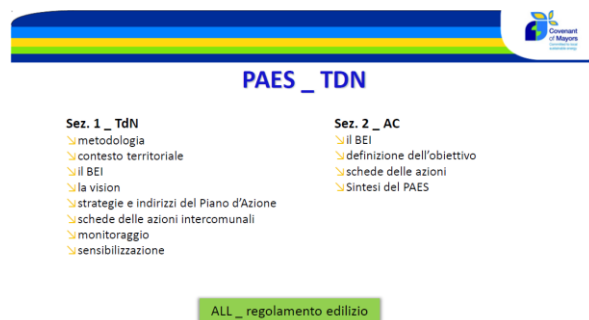 Covenant
of Mayors
PAES _ TDN
Sez. 1 _ TdN
metodologia
contesto territoriale
il BEI
la vision
strategie e indirizzi del Piano d'Azione
schede delle azioni intercomunali
monitoraggio
sensibilizzazione
Sez. 2 _ AC
il BEI
definizione dell'obiettivo
schede delle azioni
Sintesi del PAES
ALL _ regolamento edilizio